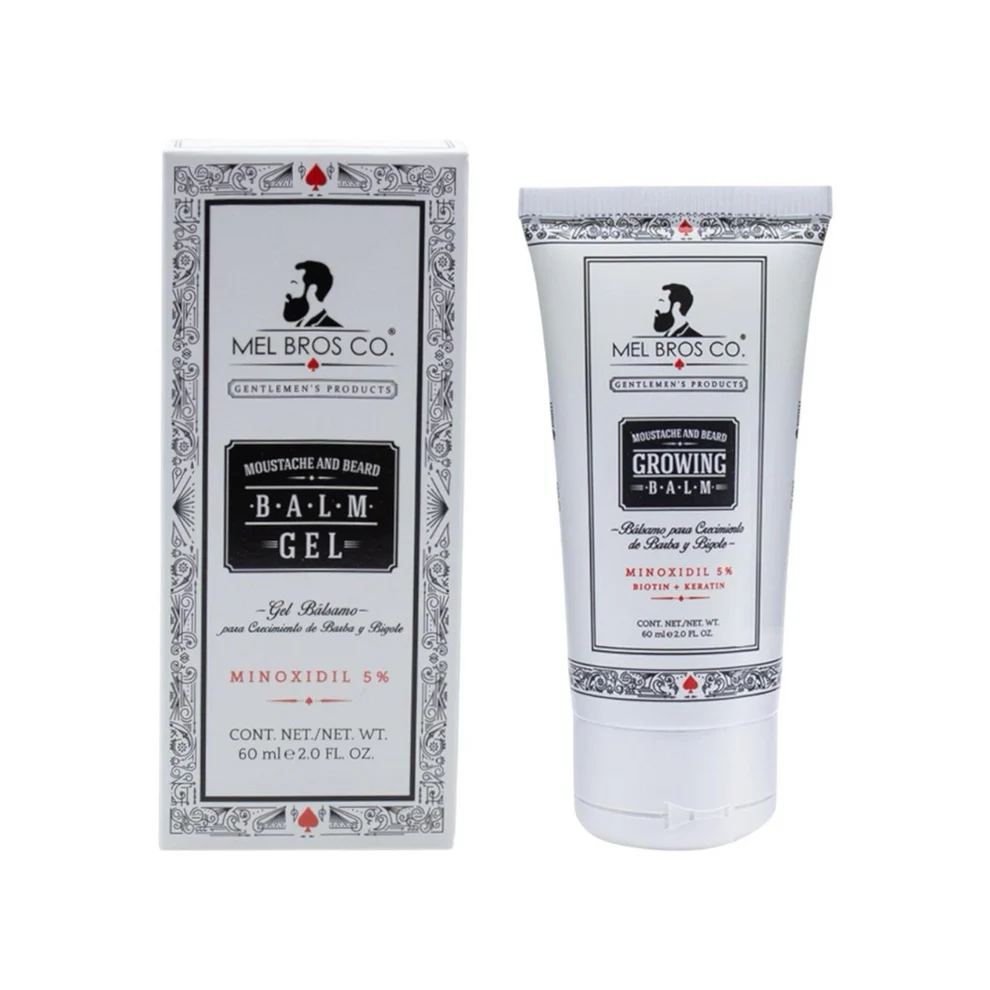 MEL BROS CO.®
GENTLEMEN'S PRODUCTS
MOUSTACHE AND BEARD
B·A·L·M
GEL
Gel Bálsamo
para Crecimiento de Barba y Bigote
MINOXIDIL 5%
CONT. NET./NET. WT.
60 ml e 2.0 FL. OZ.
MEL BROS CO.®
GENTLEMEN'S PRODUCTS
MOUSTACHE AND BEARD
GROWING
B·A·L·M
Bálsamo para Crecimiento
de Barba y Bigote
MINOXIDIL 5%
BIOTIN + KERATIN
CONT. NET./NET. WT.
60 ml e 2.0 FL. OZ.